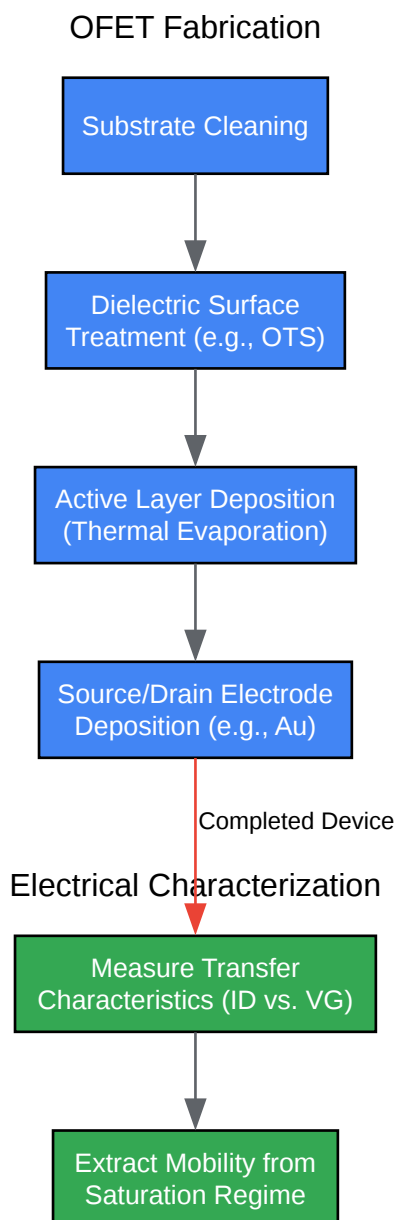 OFET Fabrication
Substrate Cleaning
Dielectric Surface
Treatment (e.g., OTS)
Active Layer Deposition
(Thermal Evaporation)
Source/Drain Electrode
Deposition (e.g., Au)
Completed Device
Electrical Characterization
Measure Transfer
Characteristics (ID vs. VG)
Extract Mobility from
Saturation Regime